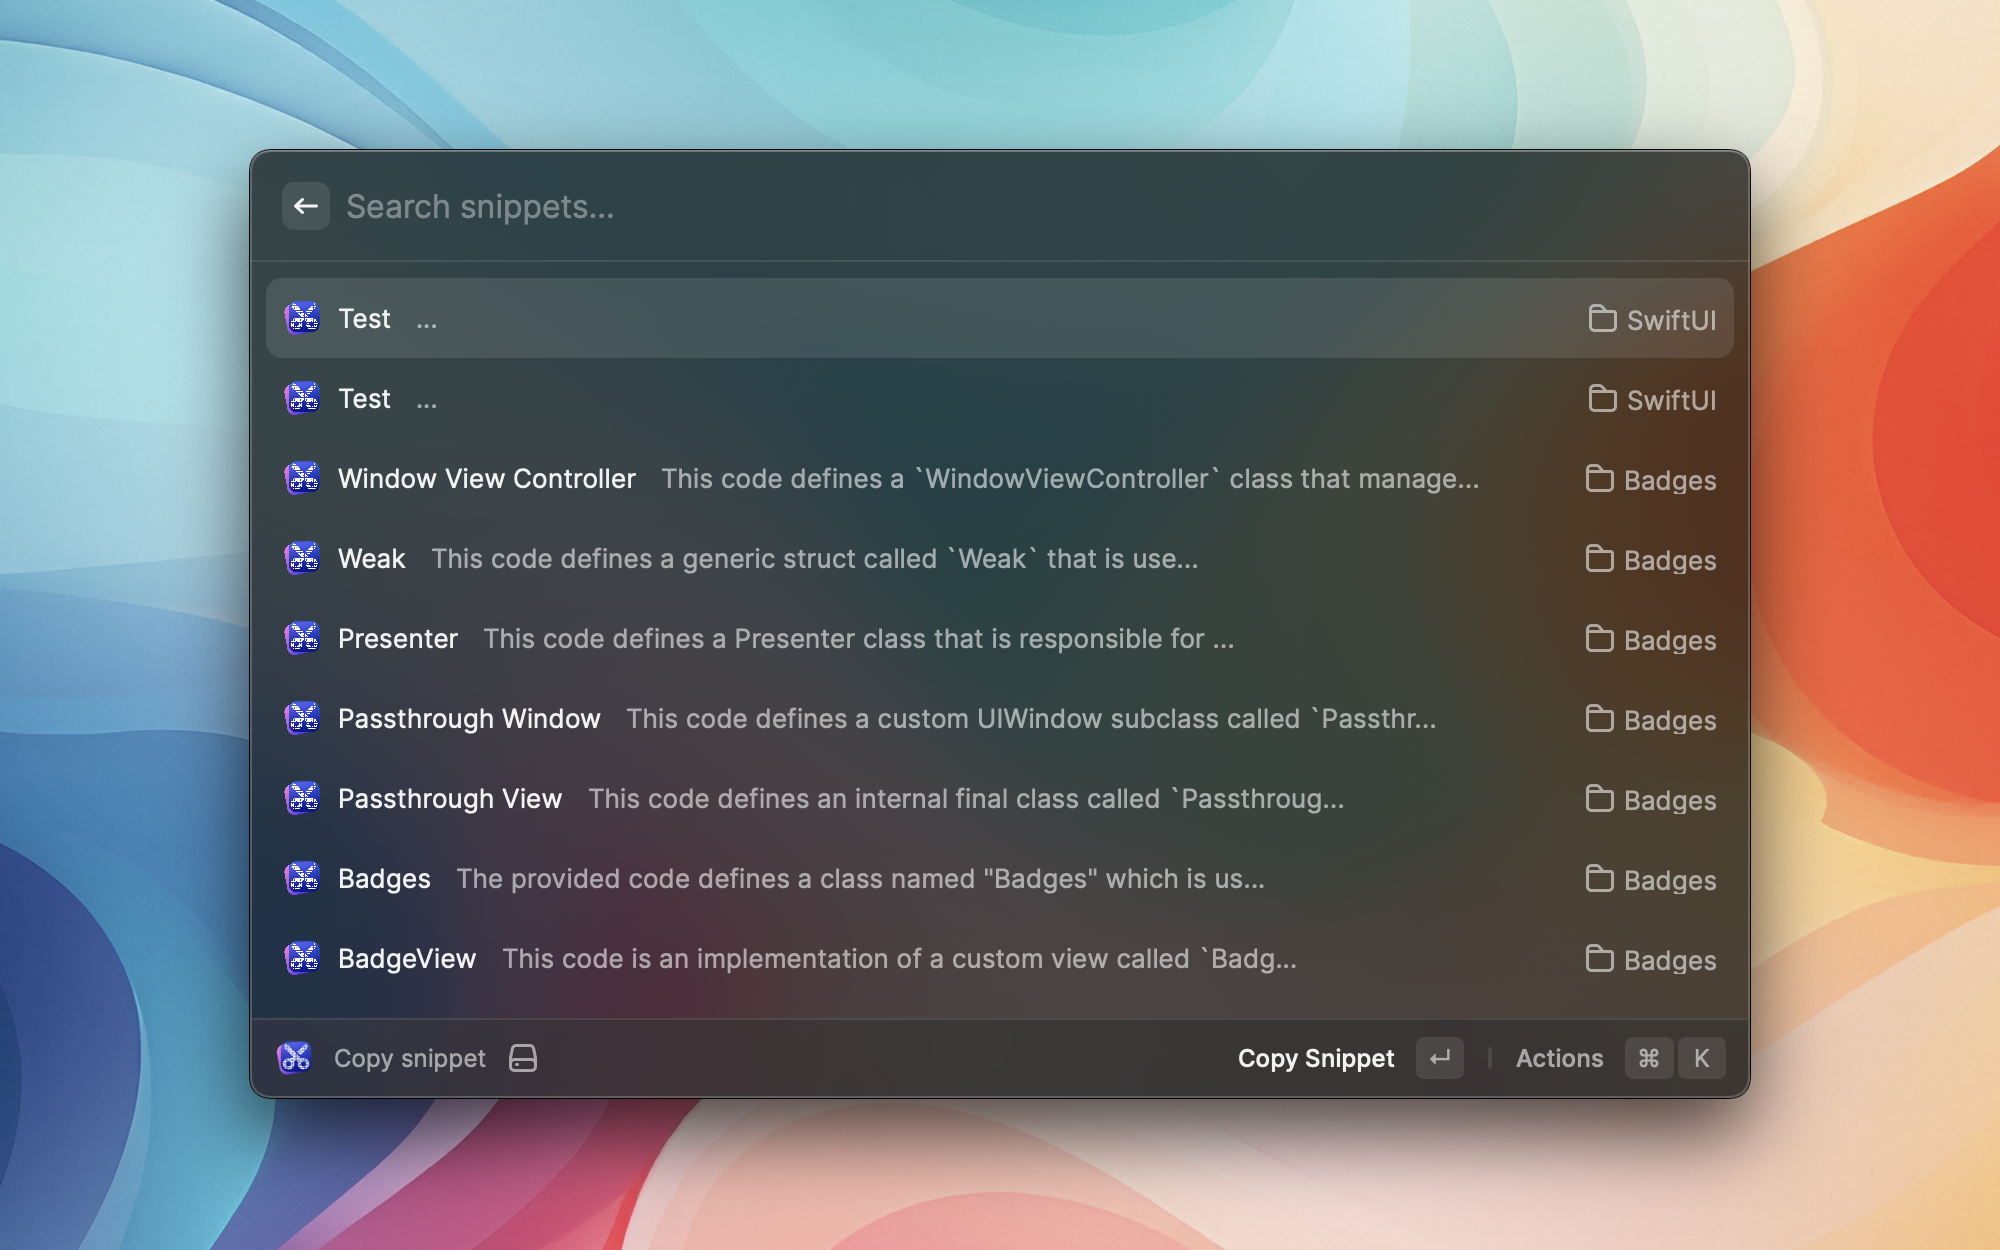 Search snippets...
Test ... SwiftUI
Test ... SwiftUI
Window View Controller This code defines a `WindowViewController` class that manage... Badges
Weak This code defines a generic struct called `Weak` that is use... Badges
Presenter This code defines a Presenter class that is responsible for ... Badges
Passthrough Window This code defines a custom UIWindow subclass called `Passthr... Badges
Passthrough View This code defines an internal final class called `Passthroug... Badges
Badges The provided code defines a class named "Badges" which is us... Badges
BadgeView This code is an implementation of a custom view called `Badg... Badges
Copy snippet Copy Snippet ↵ Actions ⌘ K